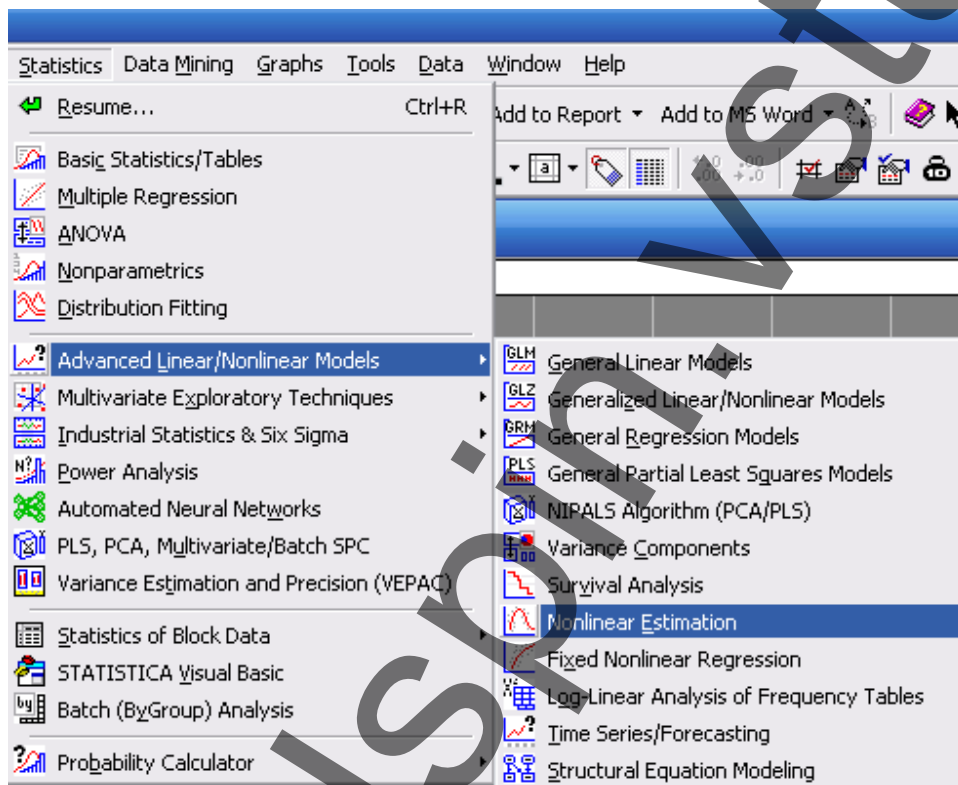 Statistics Data Mining Graphs Tools Data Window Help
Resume... Ctrl+R
Add to Report Add to MS Word
Basic Statistics/Tables
Multiple Regression
ANOVA
Nonparametrics
Distribution Fitting
Advanced Linear/Nonlinear Models
Multivariate Exploratory Techniques
Industrial Statistics & Six Sigma
Power Analysis
Automated Neural Networks
PLS, PCA, Multivariate/Batch SPC
Variance Estimation and Precision (VEPAC)
Statistics of Block Data
STATISTICA Visual Basic
Batch (ByGroup) Analysis
Probability Calculator
GLM General Linear Models
GLZ Generalized Linear/Nonlinear Models
GRM General Regression Models
PLS General Partial Least Squares Models
NIPALS Algorithm (PCA/PLS)
Variance Components
Survival Analysis
Nonlinear Estimation
Fixed Nonlinear Regression
Log-Linear Analysis of Frequency Tables
Time Series/Forecasting
Structural Equation Modeling